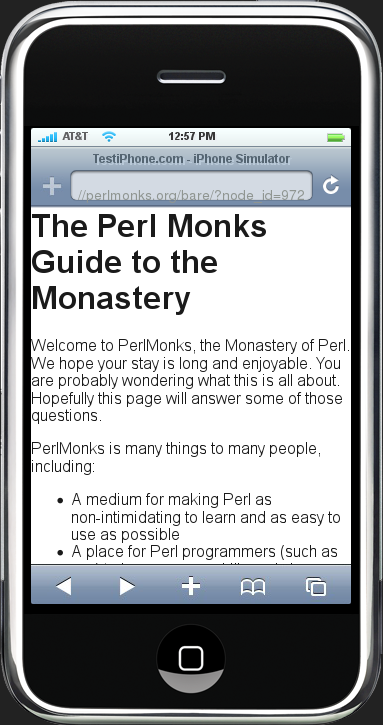 AT&T
12:57 PM
TestiPhone.com - iPhone Simulator
//perlmonks.org/bare/?node_id=972
The Perl Monks
Guide to the
Monastery
Welcome to PerlMonks, the Monastery of Perl.
We hope your stay is long and enjoyable. You
are probably wondering what this is all about.
Hopefully this page will answer some of those
questions.
PerlMonks is many things to many people,
including:
• A medium for making Perl as
non-intimidating to learn and as easy to
use as possible
• A place for Perl programmers (such as